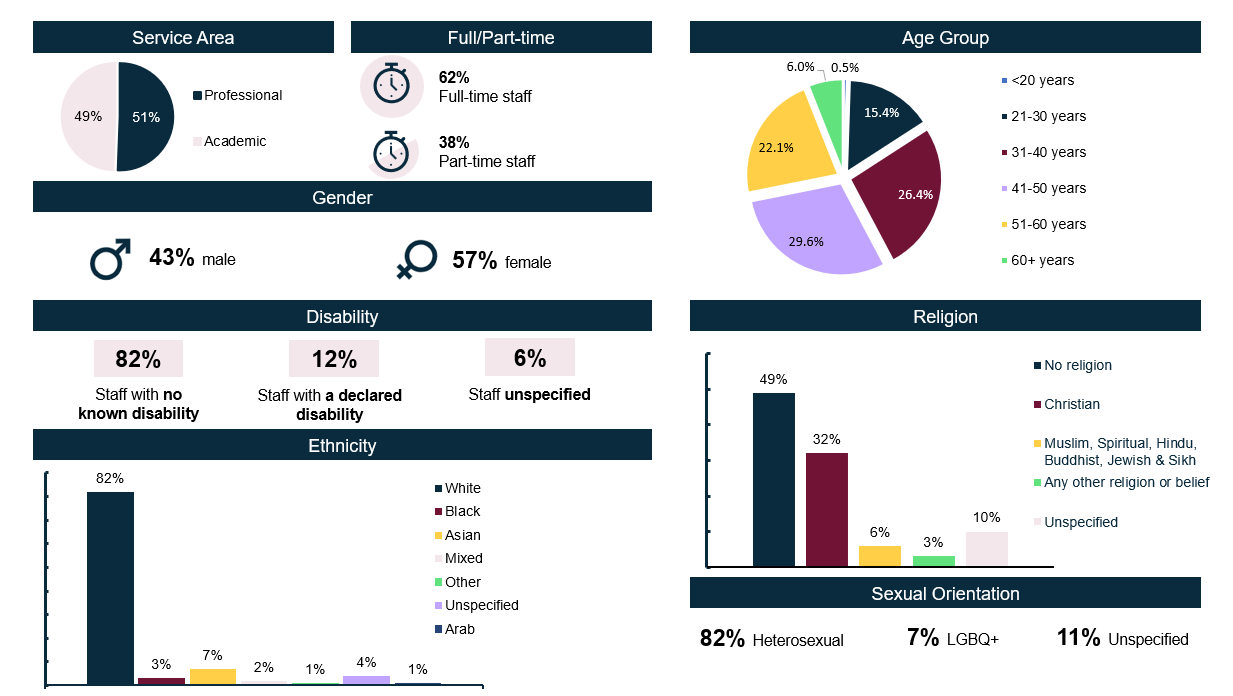 Service Area
49%
51%
Professional
Academic
Full/Part-time
62%
Full-time staff
38%
Part-time staff
Gender
43% male
57% female
Disability
82%
Staff with no
known disability
12%
Staff with a declared
disability
6%
Staff unspecified
Ethnicity
82%
3%
7%
2%
1%
4%
1%
White
Black
Asian
Mixed
Other
Unspecified
Arab
Age Group
6.0%
0.5%
15.4%
22.1%
26.4%
29.6%
<20 years
21-30 years
31-40 years
41-50 years
51-60 years
60+ years
Religion
49%
32%
6%
3%
10%
No religion
Christian
Muslim, Spiritual, Hindu,
Buddhist, Jewish & Sikh
Any other religion or belief
Unspecified
Sexual Orientation
82% Heterosexual
7% LGBQ+
11% Unspecified